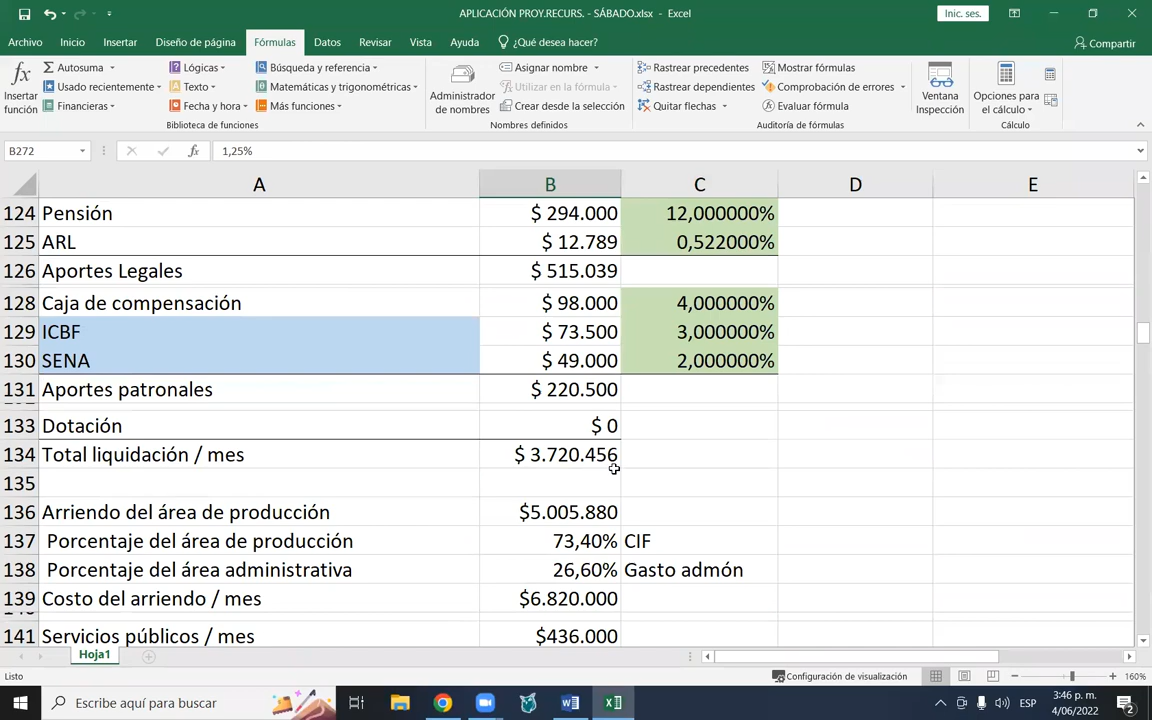 APLICACIÓN PROY.RECURS. - SÁBADO.xlsx - Excel
Inic. ses.
Archivo Inicio Insertar Diseño de página Fórmulas Datos Revisar Vista Ayuda ¿Qué desea hacer? Compartir
Insertar función
Autosuma
Usado recientemente
Financieras
Lógicas
Texto
Fecha y hora
Búsqueda y referencia
Matemáticas y trigonométricas
Más funciones
Biblioteca de funciones
Administrador de nombres
Asignar nombre
Utilizar en la fórmula
Crear desde la selección
Nombres definidos
Rastrear precedentes
Rastrear dependientes
Quitar flechas
Mostrar fórmulas
Comprobación de errores
Evaluar fórmula
Auditoría de fórmulas
Ventana Inspección
Opciones para el cálculo
Cálculo
B272 fx 1,25%
A B C D E
124 Pensión $ 294.000 12,000000%
125 ARL $ 12.789 0,522000%
126 Aportes Legales $ 515.039
128 Caja de compensación $ 98.000 4,000000%
129 ICBF $ 73.500 3,000000%
130 SENA $ 49.000 2,000000%
131 Aportes patronales $ 220.500
133 Dotación $ 0
134 Total liquidación / mes $ 3.720.456
135
136 Arriendo del área de producción $5.005.880
137 Porcentaje del área de producción 73,40% CIF
138 Porcentaje del área administrativa 26,60% Gasto admón
139 Costo del arriendo / mes $6.820.000
141 Servicios públicos / mes $436.000
Hoja1
Listo Configuración de visualización 160%
Escribe aquí para buscar
ESP
3:46 p. m.
4/06/2022
2